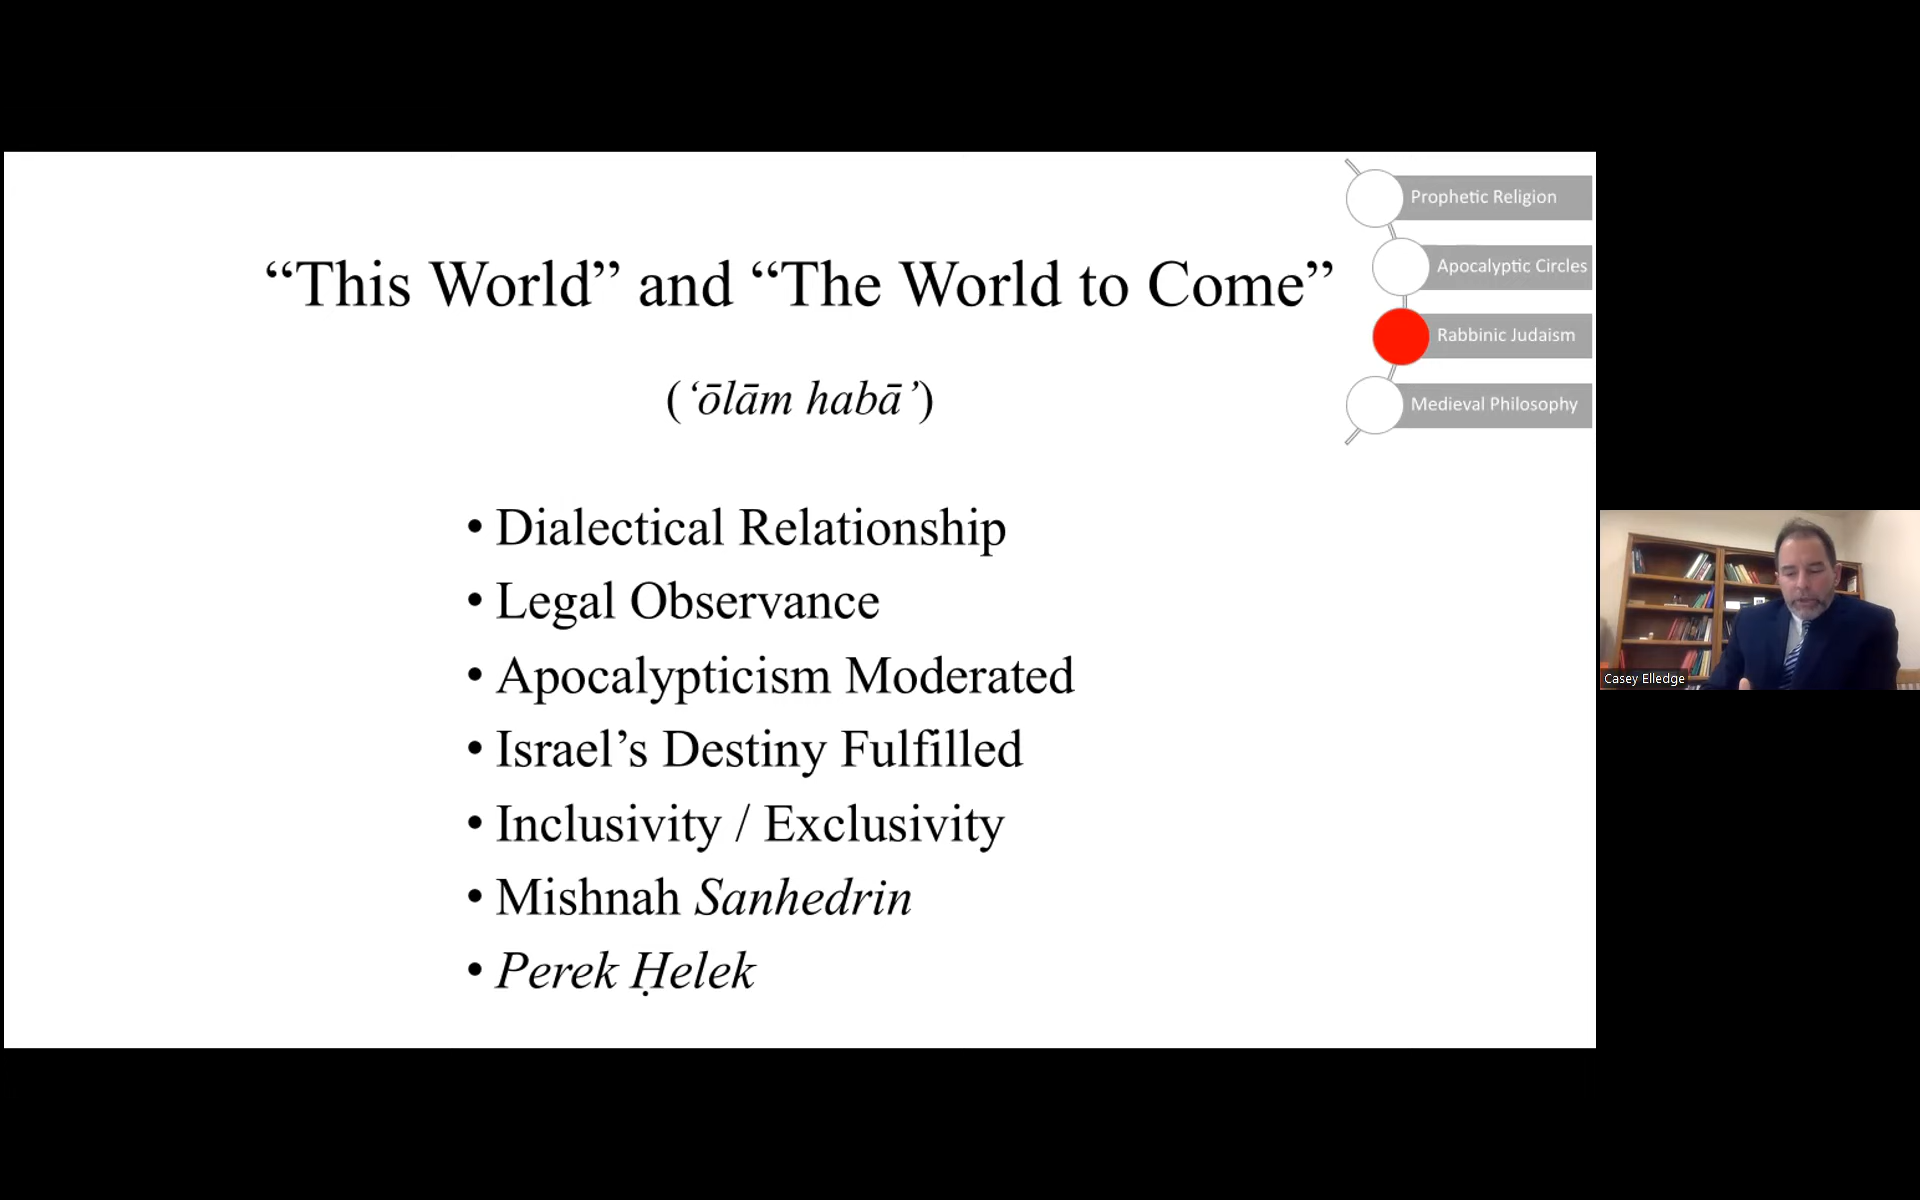 “This World” and “The World to Come”
(‘ōlām habā’)
• Dialectical Relationship
• Legal Observance
• Apocalypticism Moderated
• Israel’s Destiny Fulfilled
• Inclusivity / Exclusivity
• Mishnah Sanhedrin
• Perek Ḥelek
Prophetic Religion
Apocalyptic Circles
Rabbinic Judaism
Medieval Philosophy
Casey Elledge